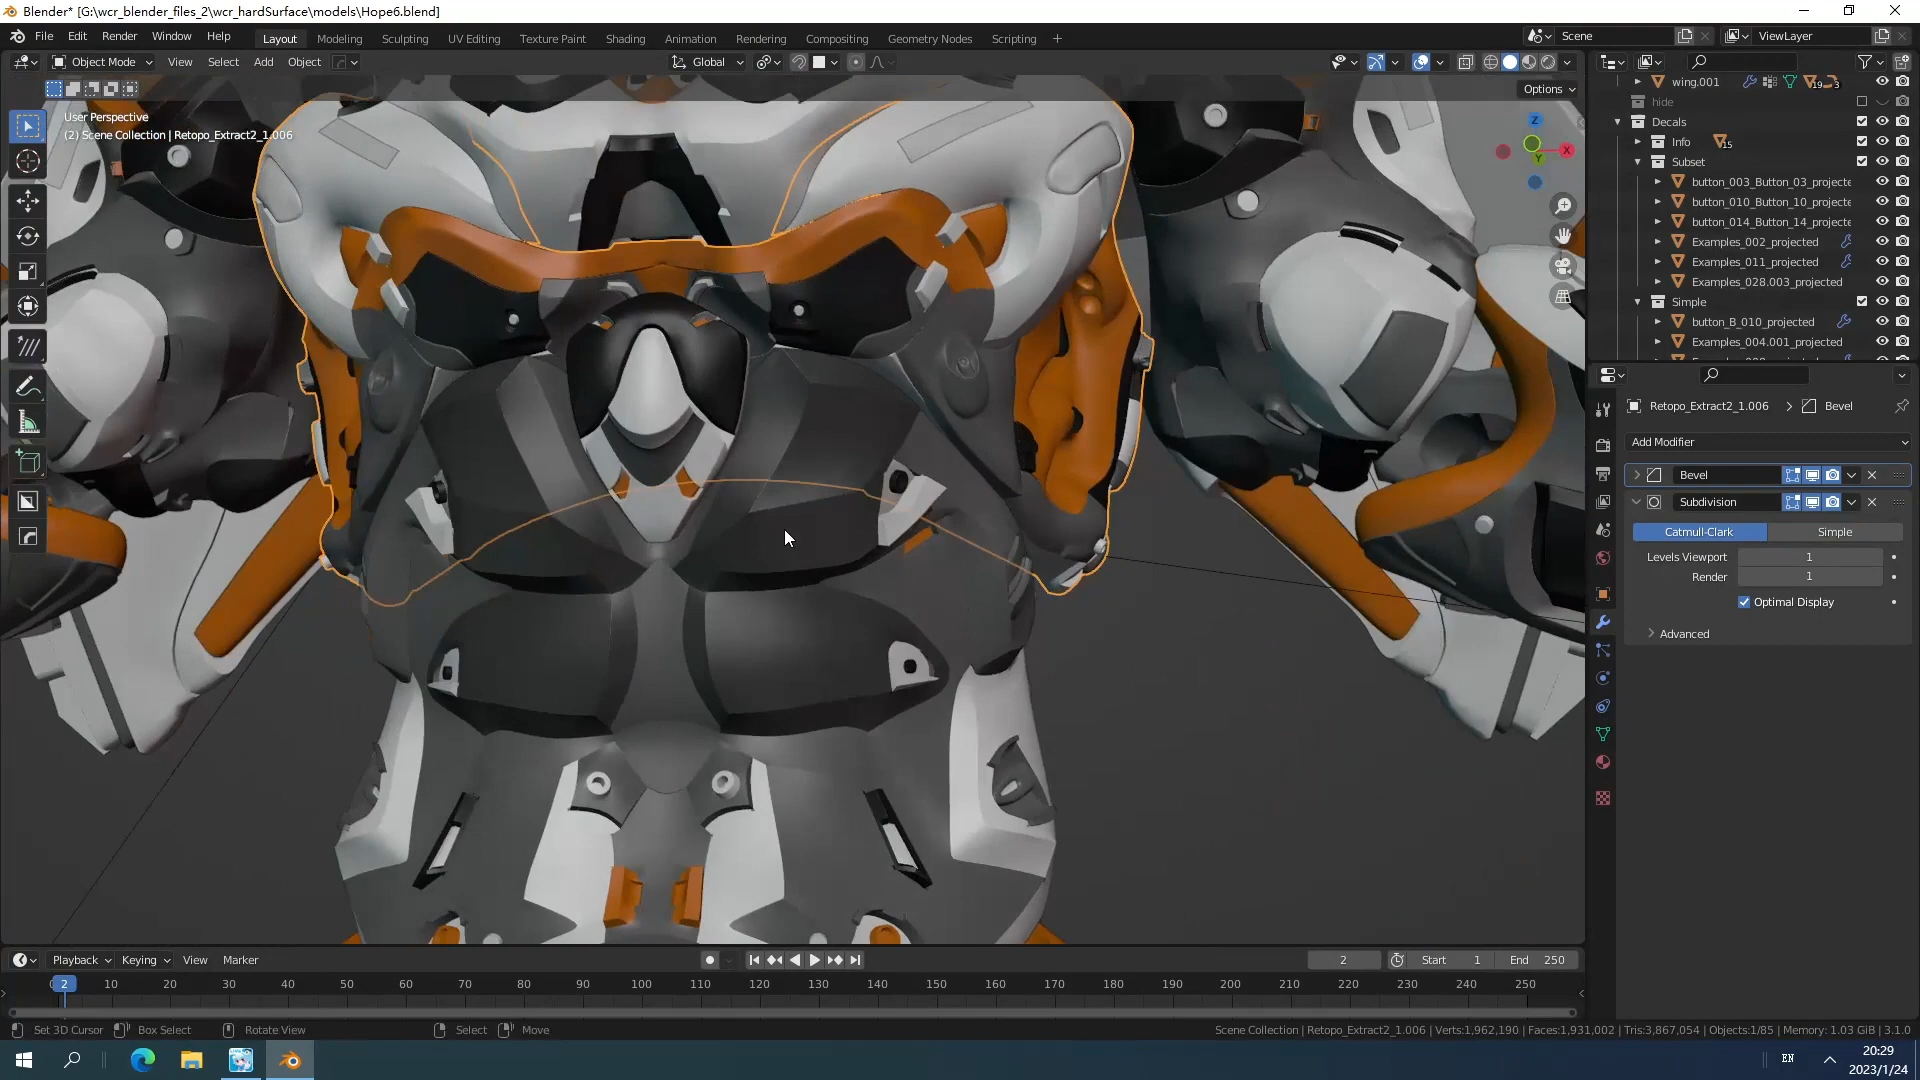 Blender* [G:\wcr_blender_files_2\wcr_hardSurface\models\Hope6.blend]
File Edit Render Window Help Layout Modeling Sculpting UV Editing Texture Paint Shading Animation Rendering Compositing Geometry Nodes Scripting + Scene ViewLayer
Object Mode View Select Add Object Global
Options
User Perspective
(2) Scene Collection | Retopo_Extract2_1.006
Z
X
Y
wing.001 19 3
hide
Decals
Info 15
Subset
button_003_Button_03_projecte
button_010_Button_10_projecte
button_014_Button_14_projecte
Examples_002_projected
Examples_011_projected
Examples_028.003_projected
Simple
button_B_010_projected
Examples_004.001_projected
Retopo_Extract2_1.006 > Bevel
Add Modifier
Bevel
Subdivision
Catmull-Clark Simple
Levels Viewport 1
Render 1
Optimal Display
Advanced
Playback Keying View Marker 2 Start 1 End 250
2 10 20 30 40 50 60 70 80 90 100 110 120 130 140 150 160 170 180 190 200 210 220 230 240 250
Set 3D Cursor Box Select Rotate View Select Move Scene Collection | Retopo_Extract2_1.006 | Verts:1,962,190 | Faces:1,931,002 | Tris:3,867,054 | Objects:1/85 | Memory: 1.03 GiB | 3.1.0
EN
20:29
2023/1/24